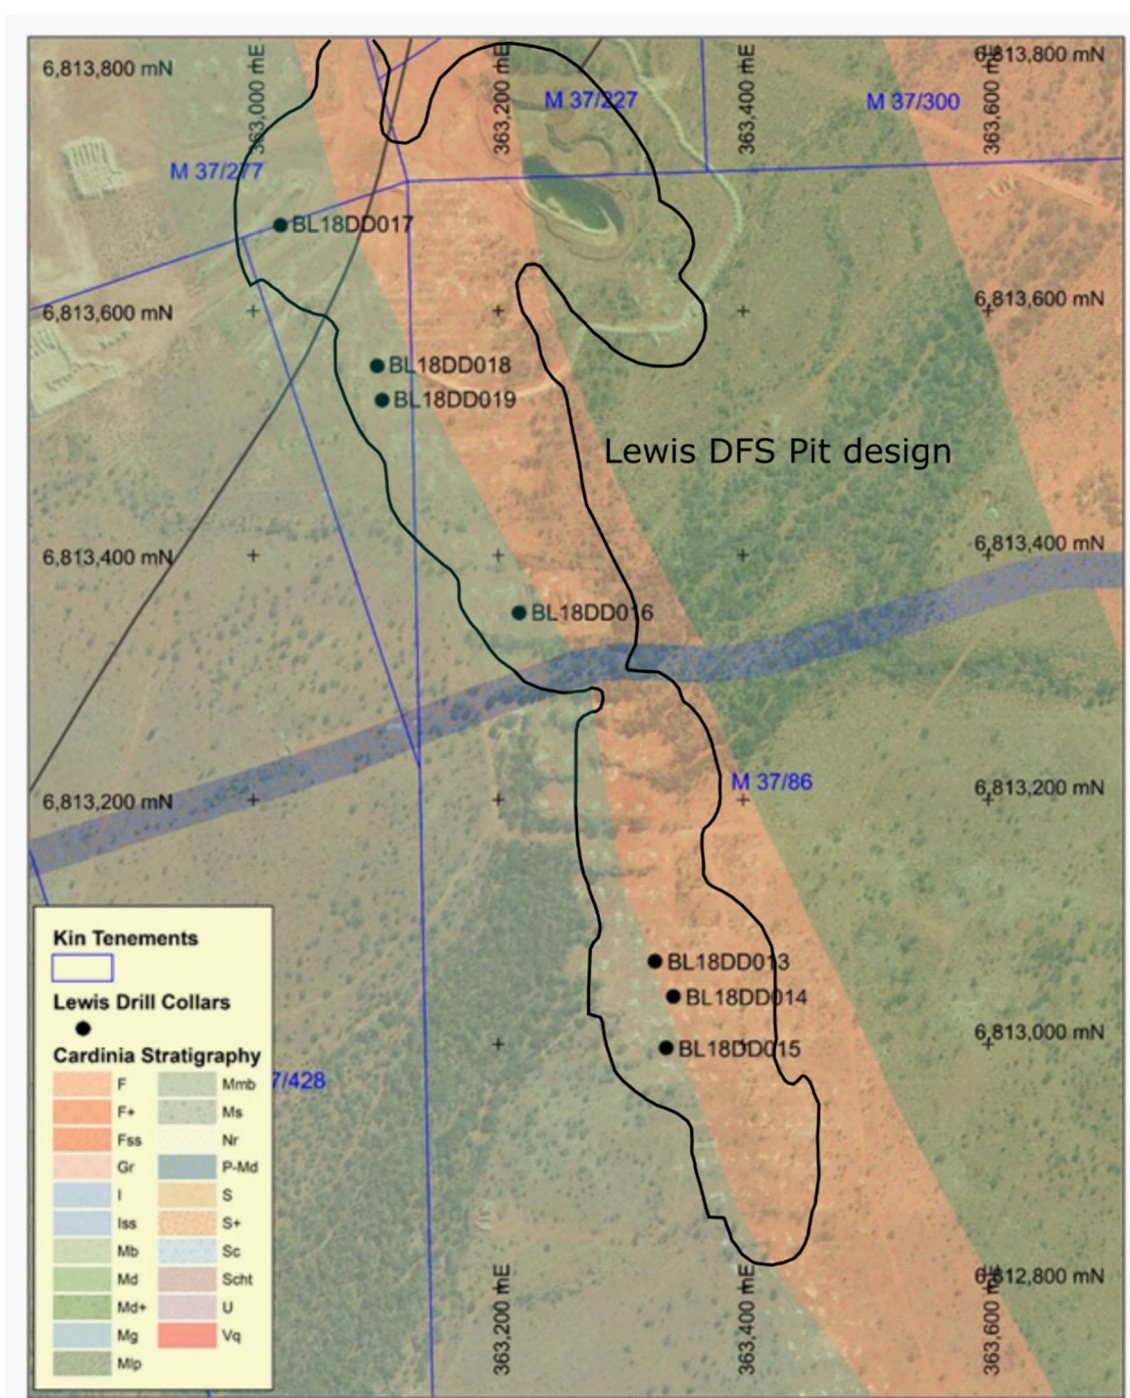 6,813,800 mN
363,000 mE
363,200 mE
363,400 mE
363,600 mE
6,813,800 mN
M 37/227
M 37/300
M 37/277
BL18DD017
6,813,600 mN
6,813,600 mN
BL18DD018
BL18DD019
Lewis DFS Pit design
6,813,400 mN
6,813,400 mN
BL18DD016
M 37/86
6,813,200 mN
6,813,200 mN
BL18DD013
BL18DD014
BL18DD015
6,813,000 mN
7/428
Kin Tenements
Lewis Drill Collars
Cardinia Stratigraphy
F
F+
Fss
Gr
I
Iss
Mb
Md
Md+
Mg
Mlp
Mmb
Ms
Nr
P-Md
S
S+
Sc
Scht
U
Vq
363,200 mE
363,400 mE
363,600 mE
6,812,800 mN